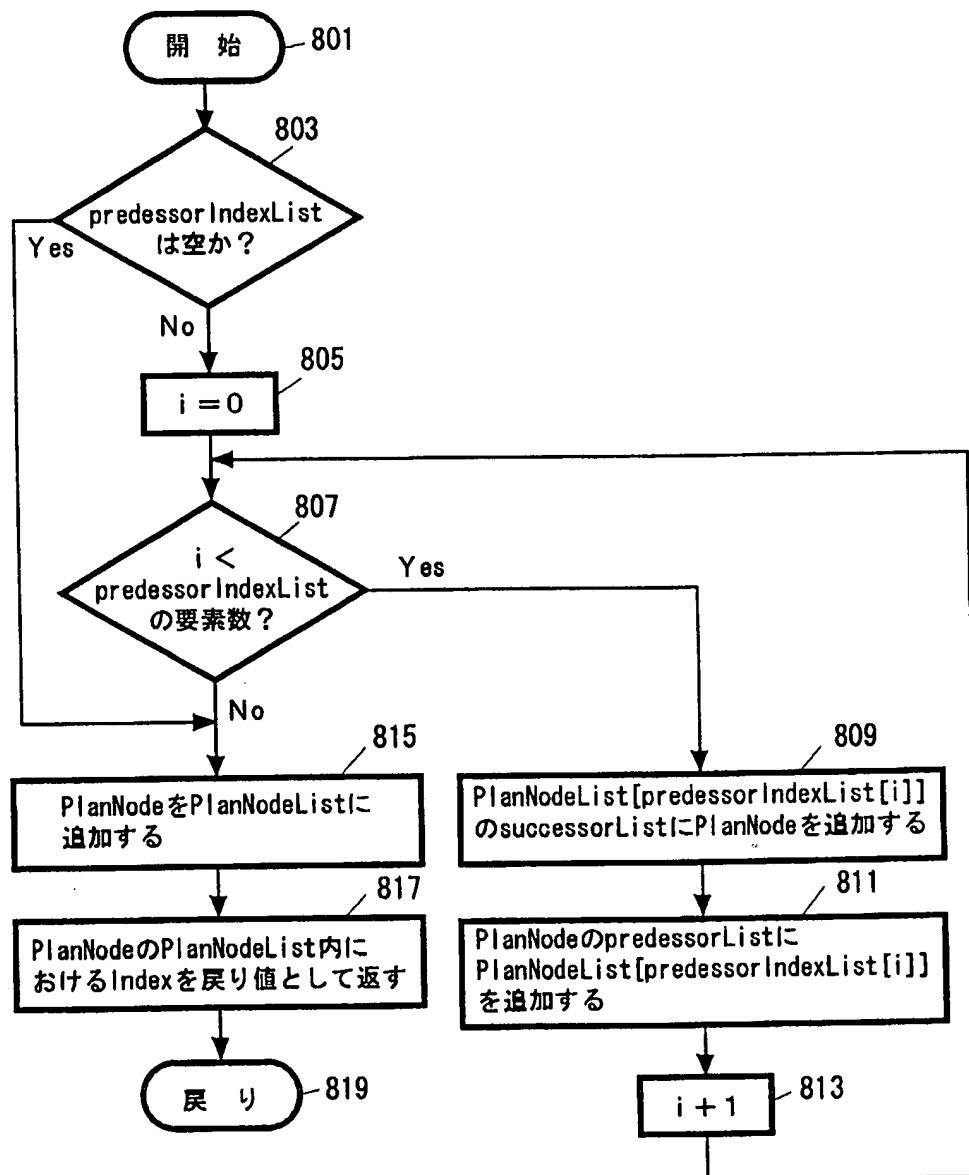 開 始
801
803
predessorIndexList
は空か?
Yes
No
805
i=0
807
i<
predessorIndexList
の要素数?
Yes
No
815
PlanNodeをPlanNodeListに
追加する
809
PlanNodeList[predessorIndexList[i]]
のsuccessorListにPlanNodeを追加する
817
PlanNodeのPlanNodeList内に
おけるIndexを戻り値として返す
811
PlanNodeのpredessorListに
PlanNodeList[predessorIndexList[i]]
を追加する
戻 り
819
813
i+1